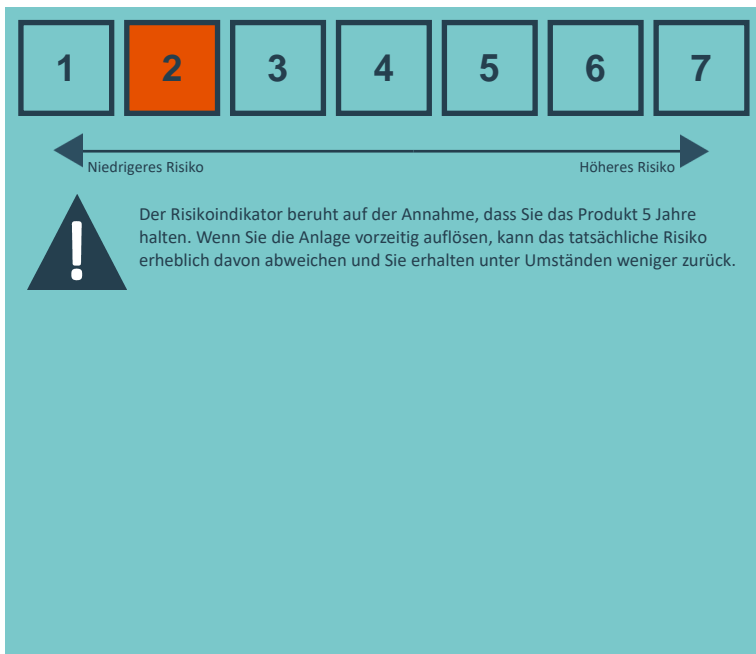 1 2 3 4 5 6 7
Niedrigeres Risiko Höheres Risiko
Der Risikoindikator beruht auf der Annahme, dass Sie das Produkt 5 Jahre
halten. Wenn Sie die Anlage vorzeitig auflösen, kann das tatsächliche Risiko
erheblich davon abweichen und Sie erhalten unter Umständen weniger zurück.
!